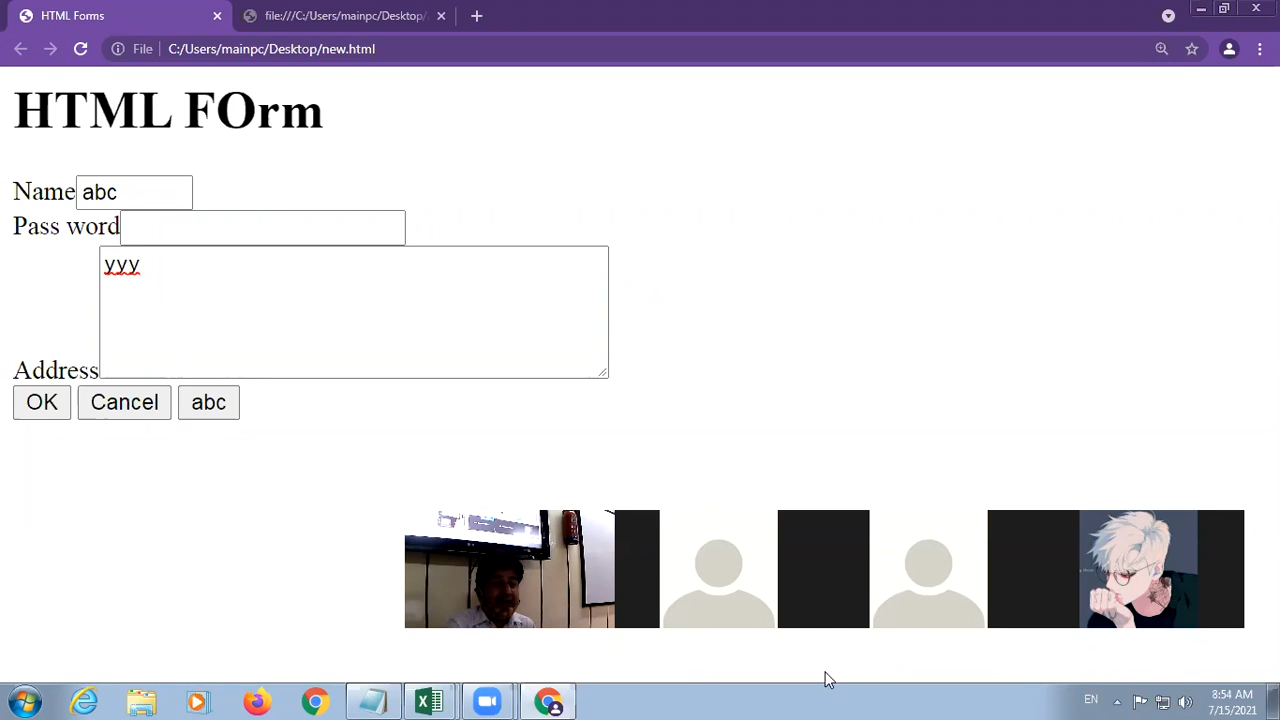 HTML Forms
file:///C:/Users/mainpc/Desktop/
File C:/Users/mainpc/Desktop/new.html
HTML FOrm
Name abc
Pass word
yyy
Address
OK Cancel abc
EN
8:54 AM
7/15/2021